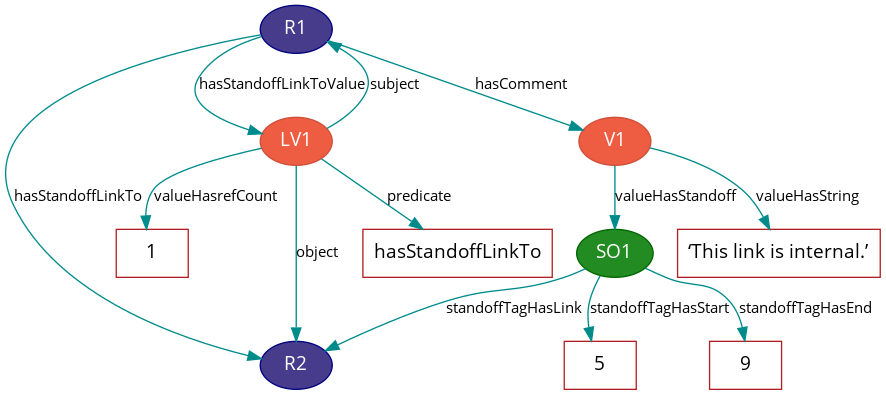 R1
hasStandoffLinkToValue subject hasComment
LV1 V1
hasStandoffLinkTo valueHasrefCount predicate valueHasStandoff valueHasString
1 object hasStandoffLinkTo SO1 ‘This link is internal.’
standoffTagHasLink standoffTagHasStart standoffTagHasEnd
R2 5 9